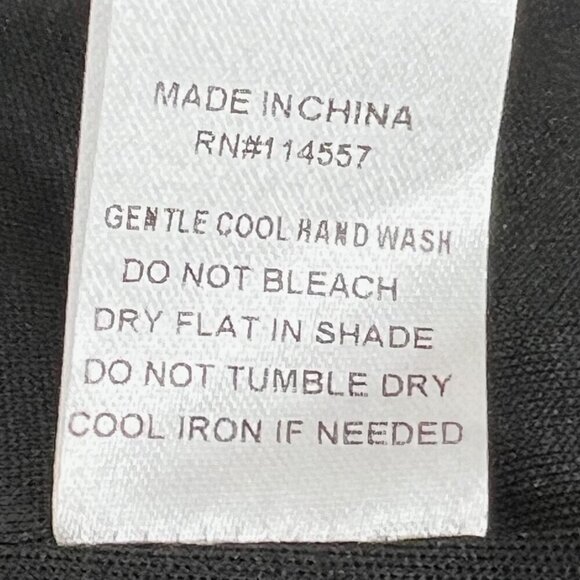 MADE IN CHINA
RN#114557
GENTLE COOL HAND WASH
DO NOT BLEACH
DRY FLAT IN SHADE
DO NOT TUMBLE DRY
COOL IRON IF NEEDED